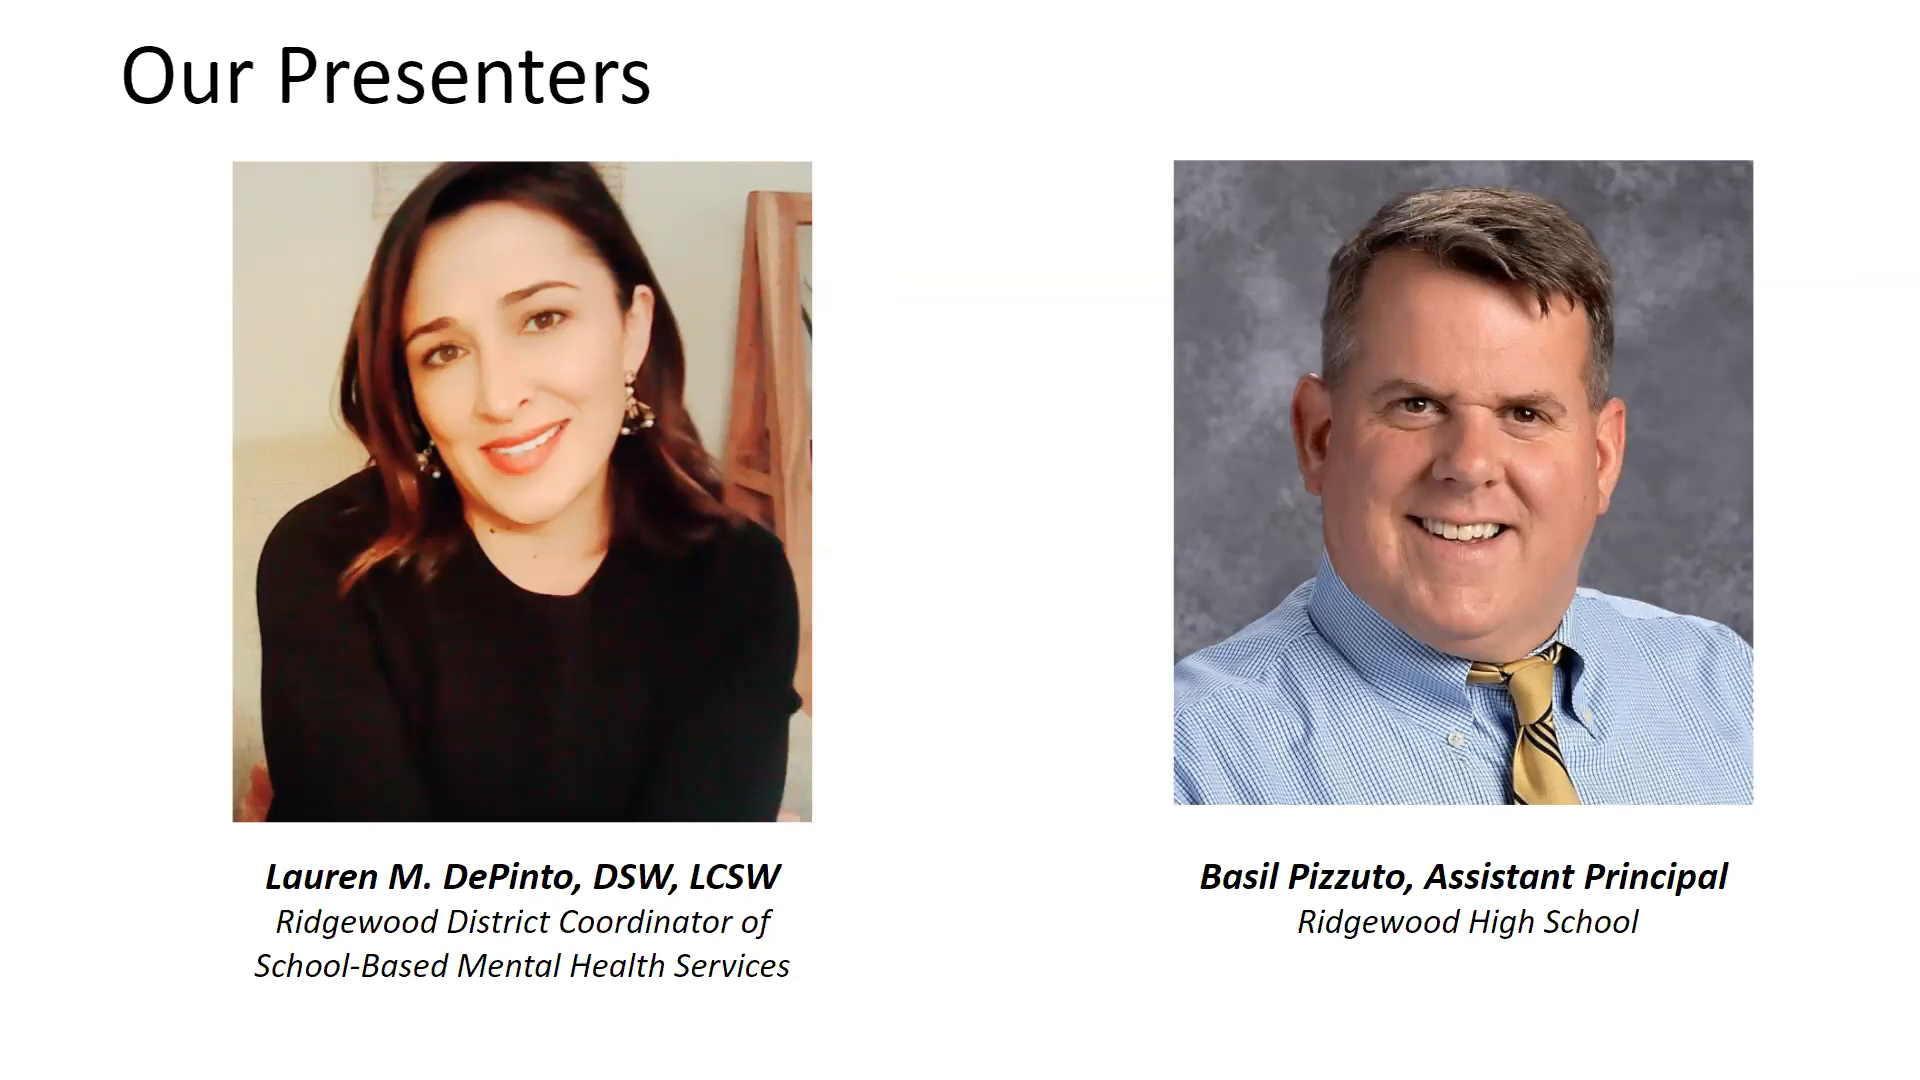 Our Presenters
Lauren M. DePinto, DSW, LCSW
Ridgewood District Coordinator of
School-Based Mental Health Services
Basil Pizzuto, Assistant Principal
Ridgewood High School